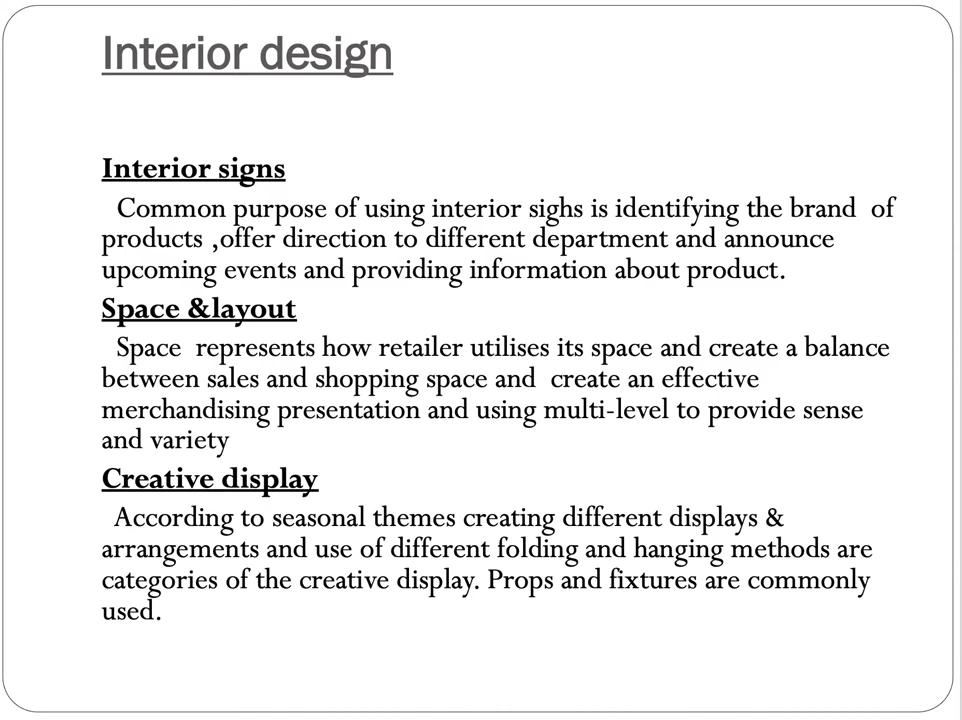 Interior design
Interior signs
Common purpose of using interior sighs is identifying the brand of
products ,offer direction to different department and announce
upcoming events and providing information about product.
Space &layout
Space represents how retailer utilises its space and create a balance
between sales and shopping space and create an effective
merchandising presentation and using multi-level to provide sense
and variety
Creative display
According to seasonal themes creating different displays &
arrangements and use of different folding and hanging methods are
categories of the creative display. Props and fixtures are commonly
used.